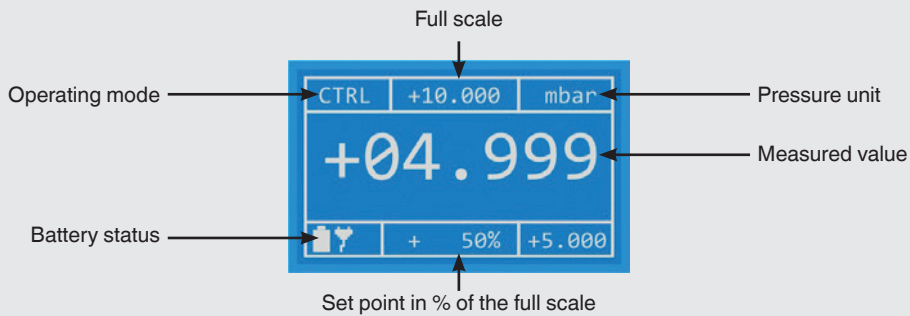 Full scale
Operating mode
CTRL +10.000 mbar
Pressure unit
+04.999
Measured value
Battery status
+ 50% +5.000
Set point in % of the full scale